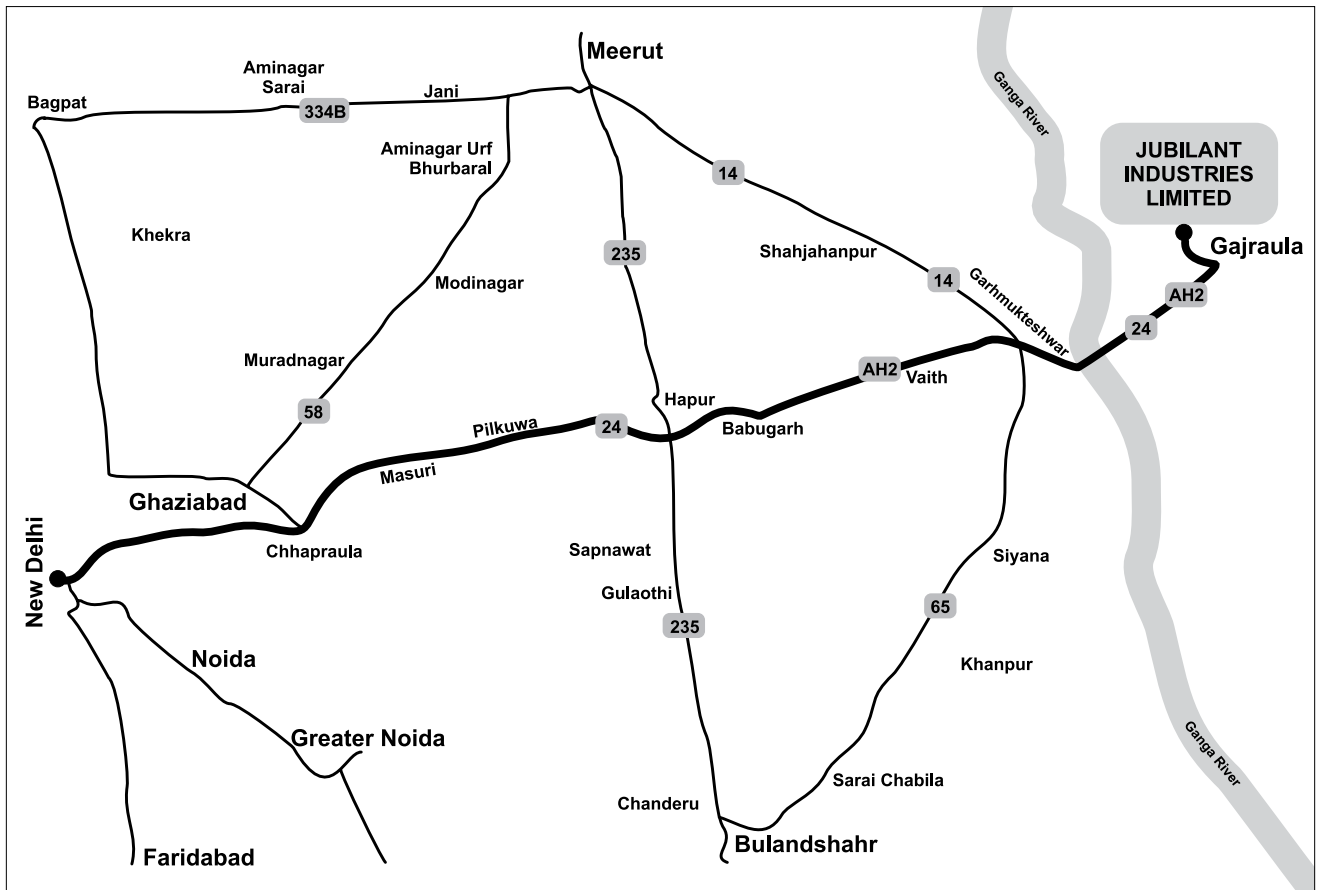 Meerut
Aminagar
Sarai
Jani
Bagpat
334B
Ganga River
Aminagar Urf
Bhurbaral
JUBILANT
INDUSTRIES
LIMITED
14
Khekra
235
Shahjahanpur
Gajraula
Modinagar
14
Garhmukteshwar
AH2
24
Muradnagar
AH2
Vaith
58
Hapur
24
Pilkuwa
Babugarh
Masuri
Ghaziabad
Chhapraula
Sapnawat
Siyana
New Delhi
Gulaothi
65
235
Noida
Khanpur
Greater Noida
Ganga River
Sarai Chabila
Chanderu
Bulandshahr
Faridabad